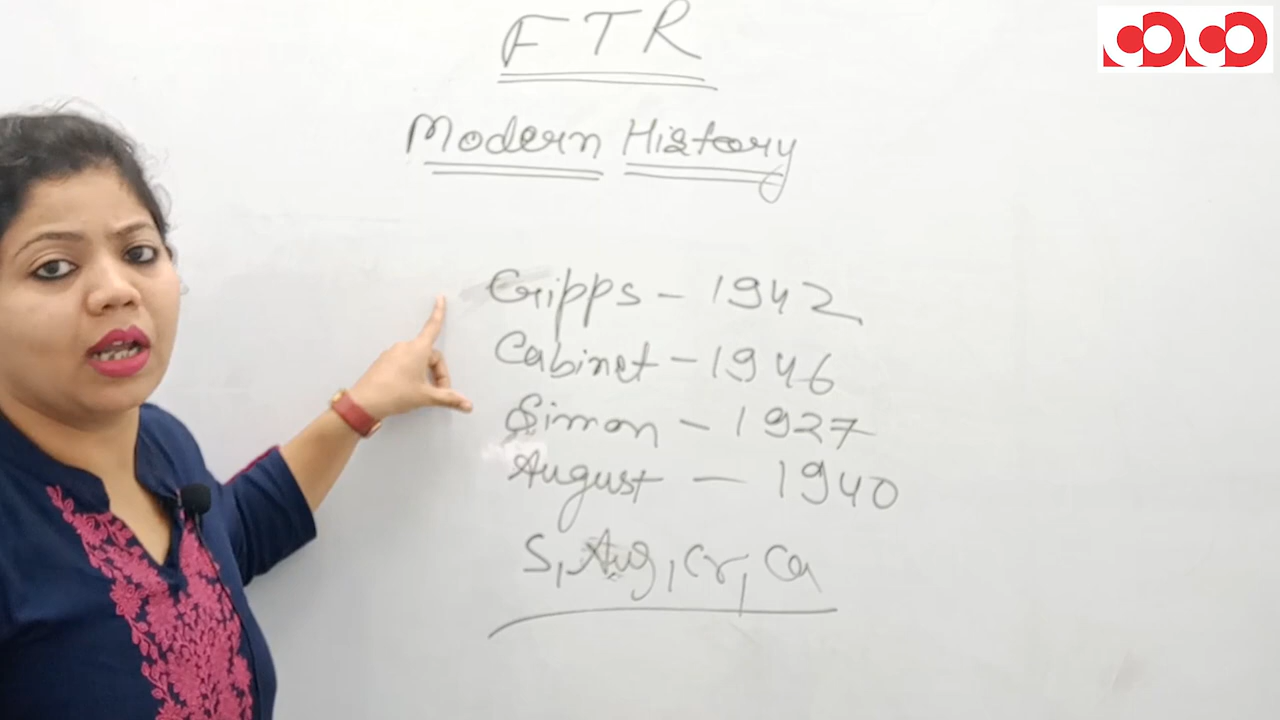 FTR
Modern History
Cripps - 1942
Cabinet - 1946
Simon - 1927
August - 1940
S, Aug, Cr, Ca